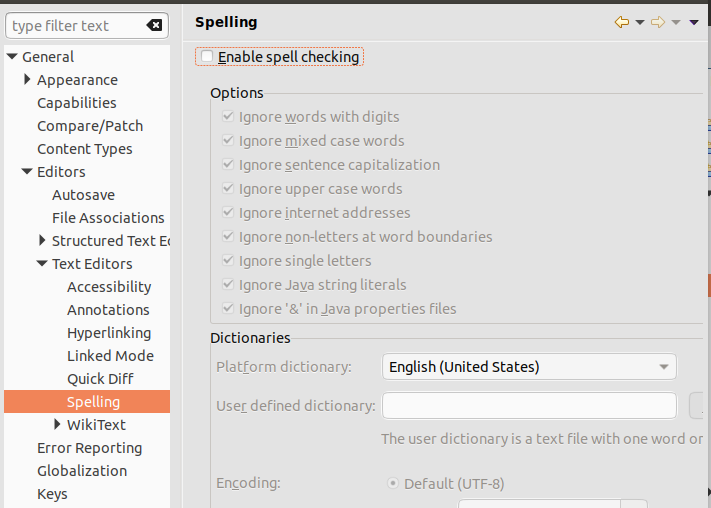 type filter text
General
Appearance
Capabilities
Compare/Patch
Content Types
Editors
Autosave
File Associations
Structured Text Ed
Text Editors
Accessibility
Annotations
Hyperlinking
Linked Mode
Quick Diff
Spelling
WikiText
Error Reporting
Globalization
Keys
Spelling
Enable spell checking
Options
Ignore words with digits
Ignore mixed case words
Ignore sentence capitalization
Ignore upper case words
Ignore internet addresses
Ignore non-letters at word boundaries
Ignore single letters
Ignore Java string literals
Ignore '&' in Java properties files
Dictionaries
Platform dictionary: English (United States)
User defined dictionary:
The user dictionary is a text file with one word or
Encoding: Default (UTF-8)